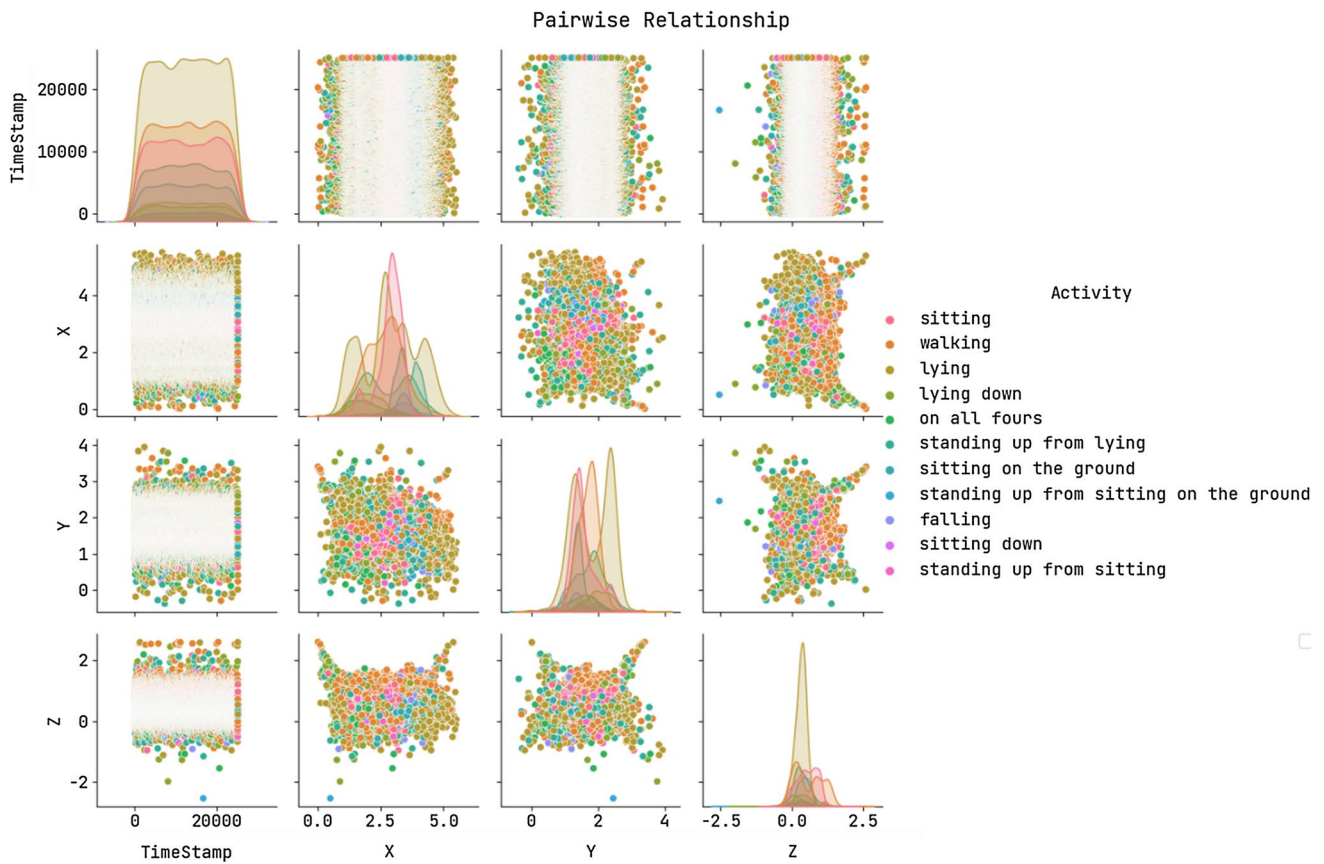 Pairwise Relationship
TimeStamp
20000
10000
0
X
4
2
0
Activity
sitting
walking
lying
lying down
on all fours
standing up from lying
sitting on the ground
standing up from sitting on the ground
falling
sitting down
standing up from sitting
Y
4
3
2
1
0
Z
2
0
-2
0 20000 0.0 2.5 5.0 0 2 4 -2.5 0.0 2.5
TimeStamp X Y Z